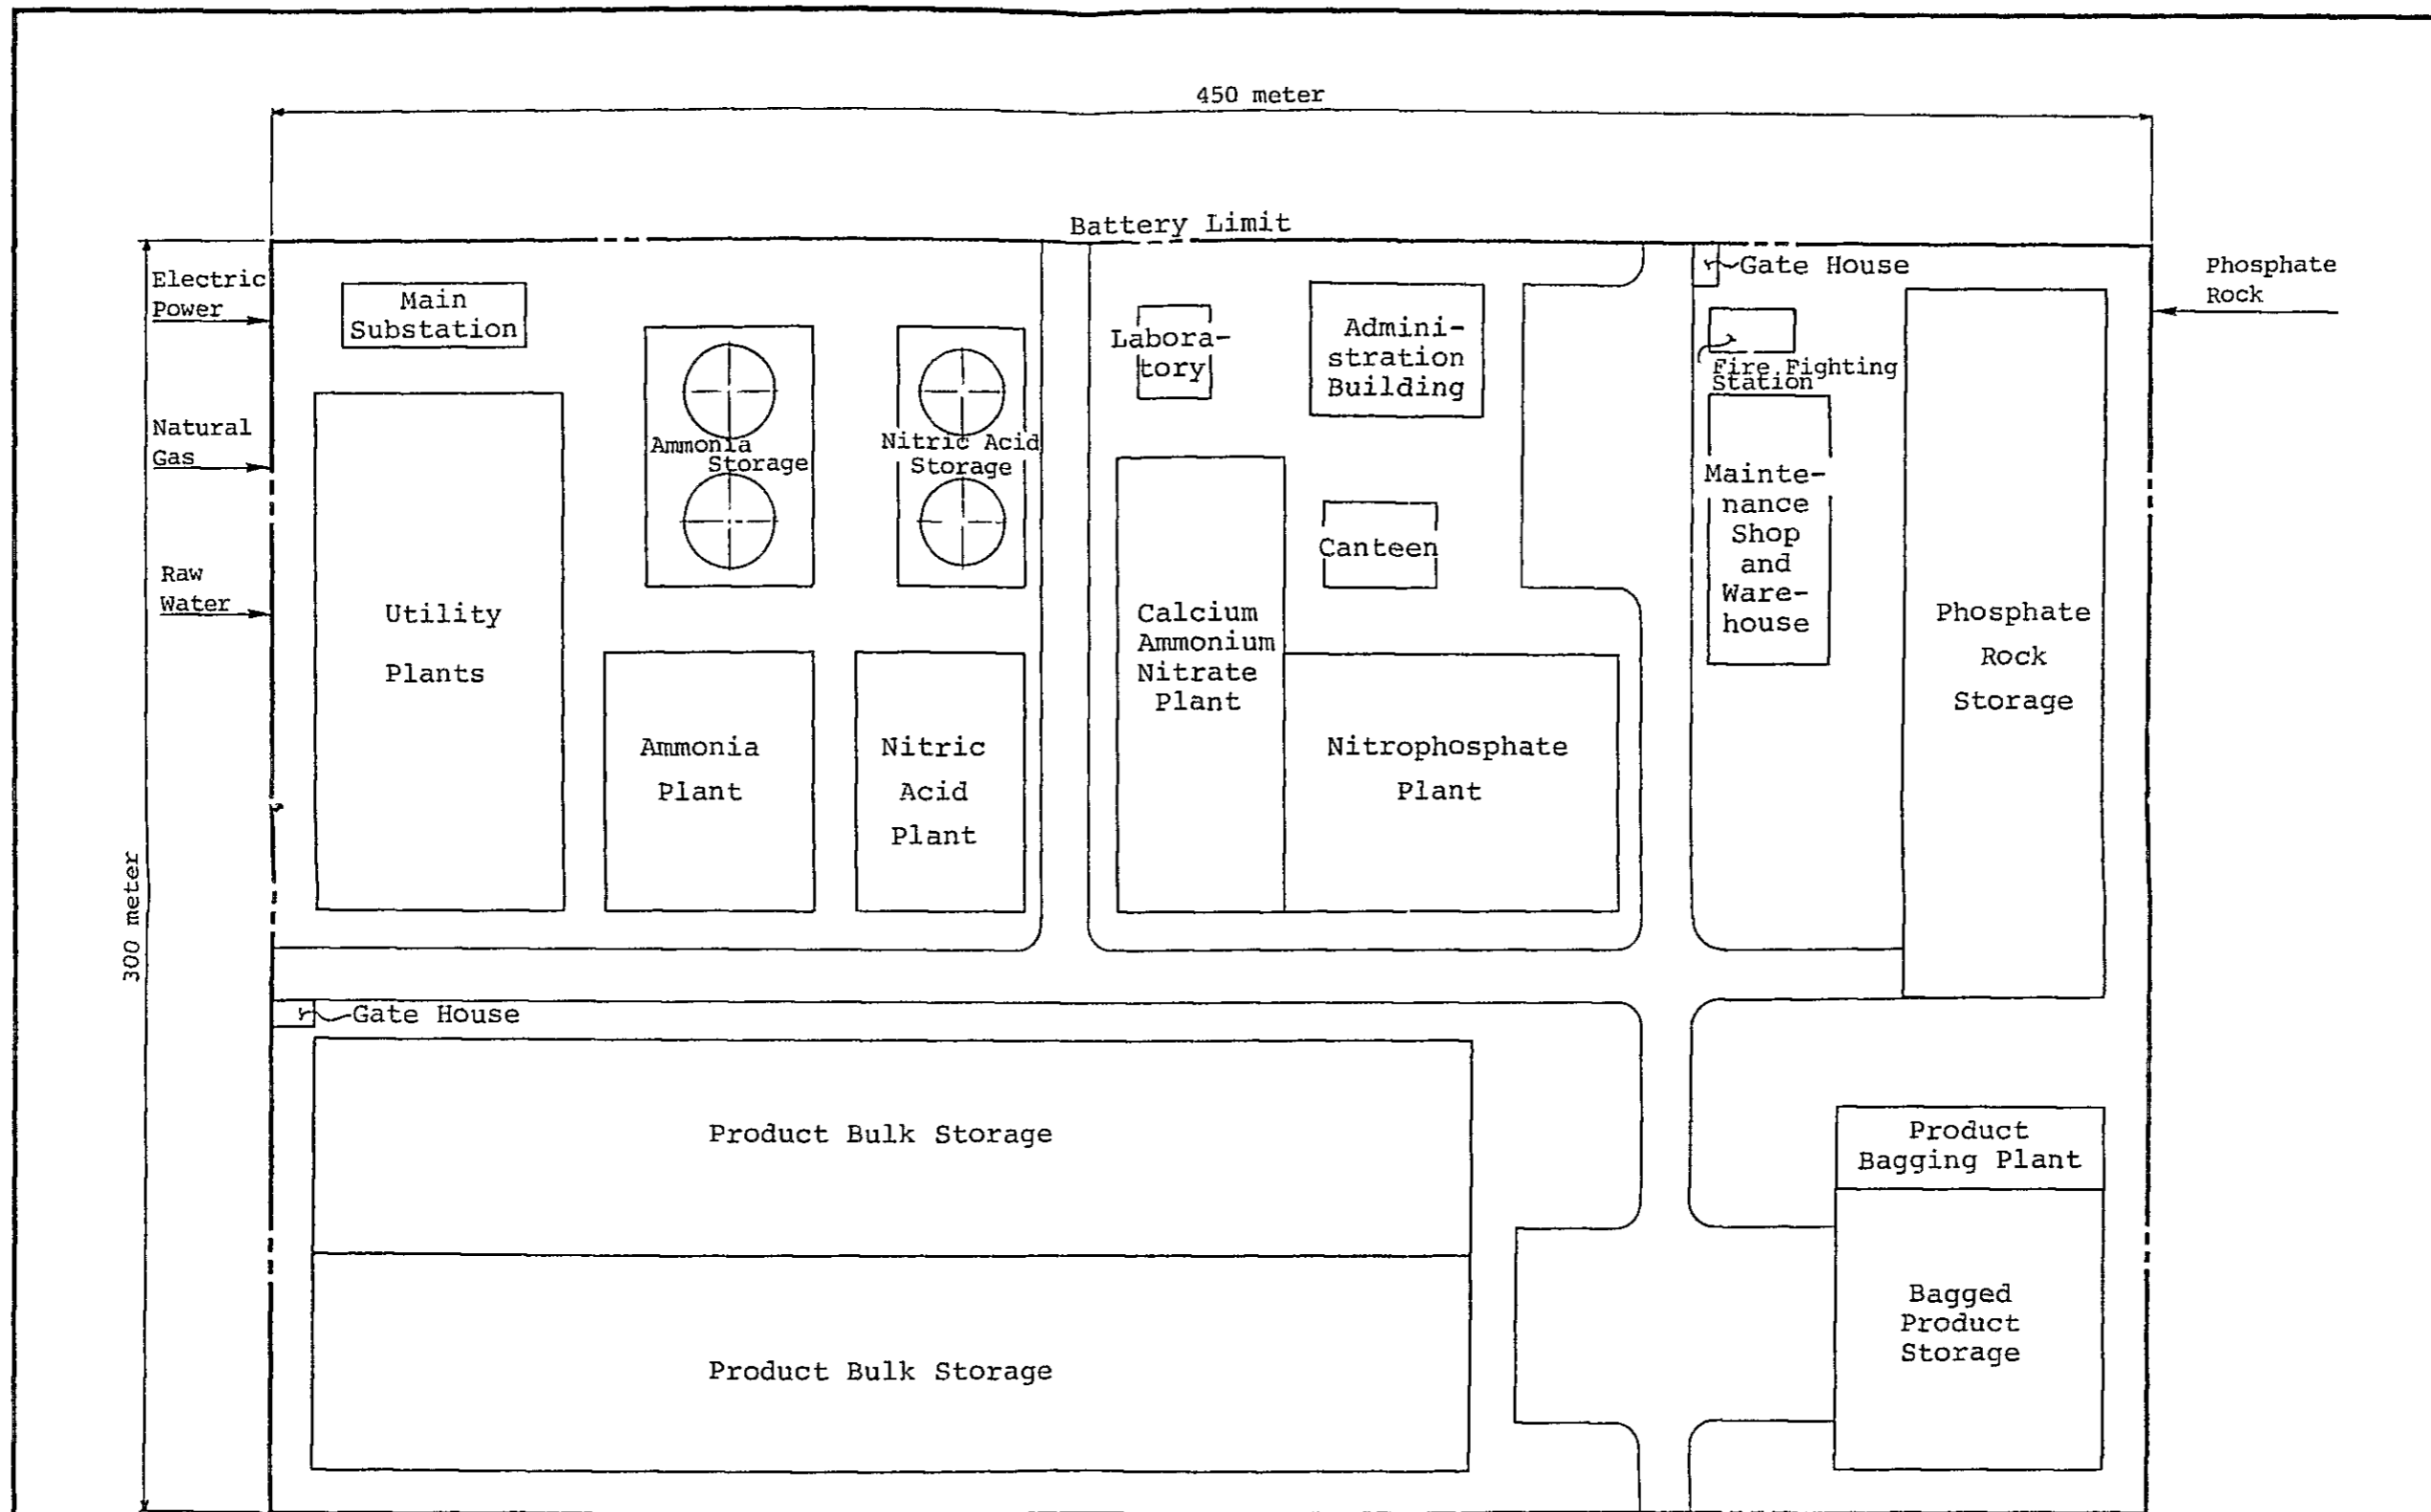 450 meter
Battery Limit
Electric
Power
Main
Substation
Gate House
Phosphate
Rock
Labora-
tory
Admini-
stration
Building
Fire Fighting
Station
Natural
Gas
Ammonia
Storage
Nitric Acid
Storage
Mainte-
nance
Shop
and
Ware-
house
Canteen
Raw
Water
Utility
Plants
Calcium
Ammonium
Nitrate
Plant
Phosphate
Rock
Storage
Ammonia
Plant
Nitric
Acid
Plant
Nitrophosphate
Plant
300 meter
Gate House
Product Bulk Storage
Product
Bagging Plant
Bagged
Product
Storage
Product Bulk Storage